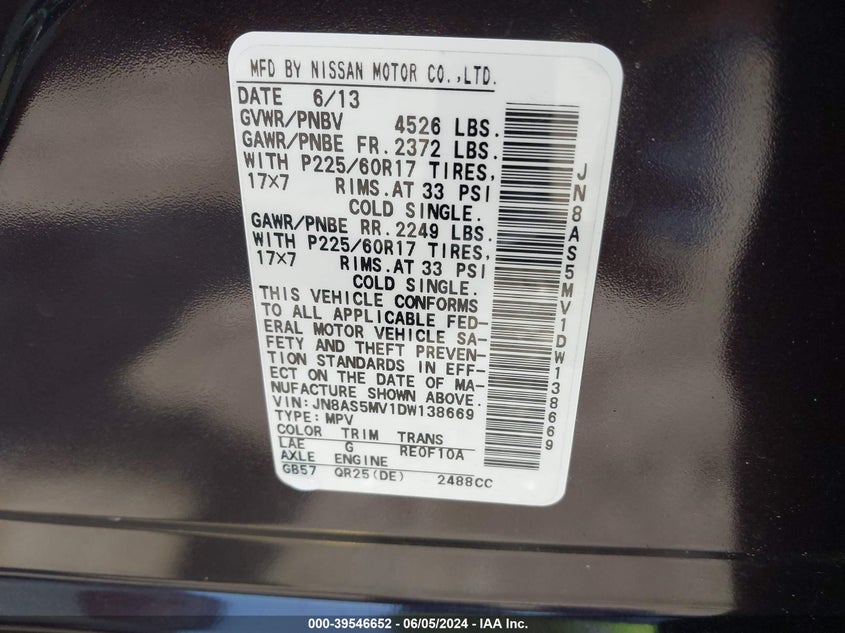 MFD BY NISSAN MOTOR CO.,LTD.
DATE 6/13
GVWR/PNBV 4526 LBS.
GAWR/PNBE FR.2372 LBS.
WITH P225/60R17 TIRES,
17×7 RIMS.AT 33 PSI
COLD SINGLE.
GAWR/PNBE RR.2249 LBS.
WITH P225/60R17 TIRES,
17×7 RIMS.AT 33 PSI
COLD SINGLE.
THIS VEHICLE CONFORMS
TO ALL APPLICABLE FED-
ERAL MOTOR VEHICLE SA-
FETY AND THEFT PREVEN-
TION STANDARDS IN EFF-
ECT ON THE DATE OF MA-
NUFACTURE SHOWN ABOVE.
VIN:JN8AS5MV1DW138669
TYPE:MPV
COLOR TRIM TRANS
LAE G RE0F10A
AXLE ENGINE
GB57 QR25(DE) 2488CC
JN8AS5MV1DW138669
000-39546652 - 06/05/2024 - IAA Inc.